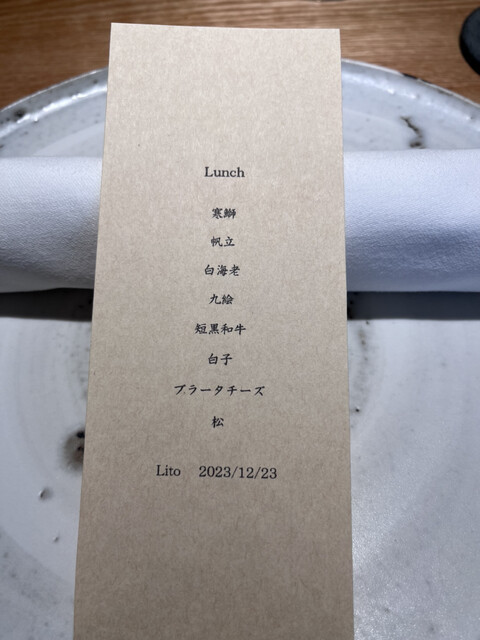 Lunch
寒鰤
帆立
白海老
九絵
短黒和牛
白子
ブラータチーズ
松
Lito 2023/12/23